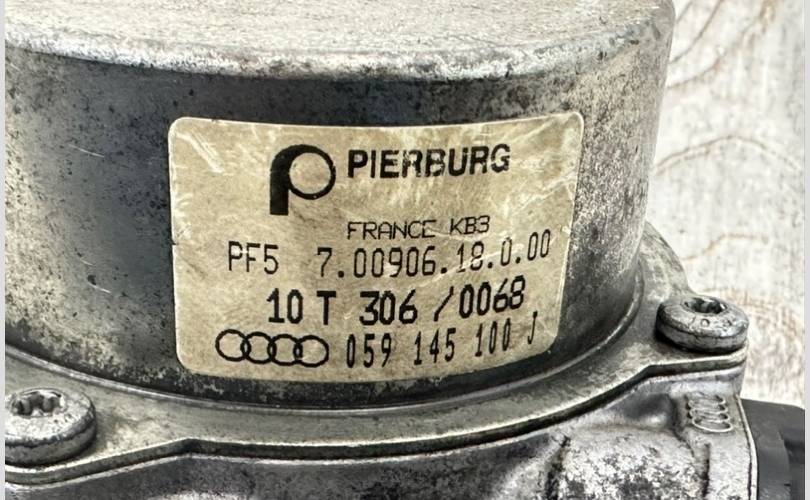 PIERBURG
FRANCE KB3
PF5 7.00906.18.0.00
10 T 306 /0068
059 145 100 J